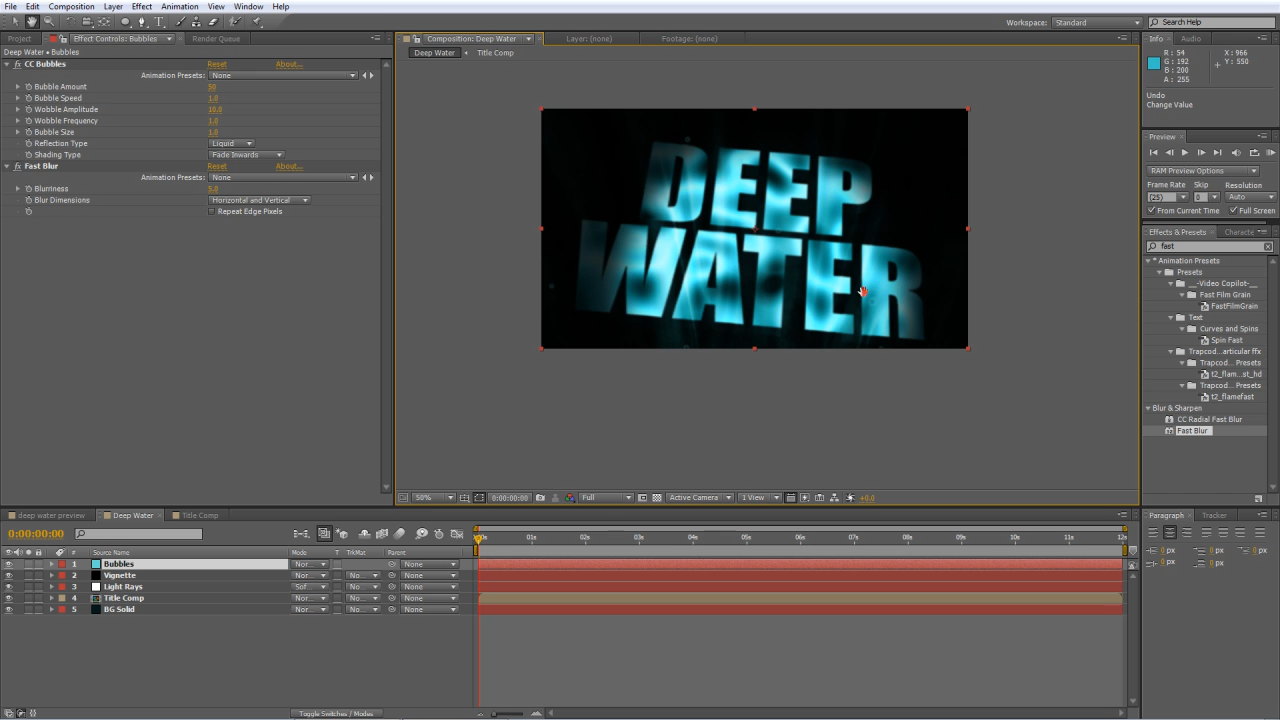 File Edit Composition Layer Effect Animation View Window Help
Workspace: Standard Search Help
Project Effect Controls: Bubbles Render Queue
Deep Water • Bubbles
CC Bubbles Reset About...
Animation Presets: None
Bubble Amount 50
Bubble Speed 1.0
Wobble Amplitude 10.0
Wobble Frequency 1.0
Bubble Size 1.0
Reflection Type Liquid
Shading Type Fade Inwards
Fast Blur Reset About...
Animation Presets: None
Blurriness 5.0
Blur Dimensions Horizontal and Vertical
Repeat Edge Pixels
Composition: Deep Water Layer: (none) Footage: (none)
Deep Water Title Comp
DEEP
WATER
50% 0:00:00:00 Full Active Camera 1 View +0.0
Info Audio
R: 54 X: 966
G: 192 Y: 550
B: 200
A: 255
Undo
Change Value
Preview
RAM Preview Options
Frame Rate Skip Resolution
(25) 0 Auto
From Current Time Full Screen
Effects & Presets Characte
fast
* Animation Presets
Presets
__-Video Copilot-__
Fast Film Grain
FastFilmGrain
Text
Curves and Spins
Spin Fast
Trapcod...articular ffx
Trapcod... Presets
t2_flam...st_hd
Trapcod... Presets
t2_flamefast
Blur & Sharpen
CC Radial Fast Blur
Fast Blur
deep water preview Deep Water Title Comp
0:00:00:00
01s 02s 03s 04s 05s 06s 07s 08s 09s 10s 11s 12s
# Source Name Mode T TrkMat Parent
1 Bubbles Nor... None
2 Vignette Nor... No... None
3 Light Rays Sof... No... None
4 Title Comp Nor... No... None
5 BG Solid Nor... No... None
Toggle Switches / Modes
Paragraph Tracker
0 px 0 px 0 px
0 px 0 px